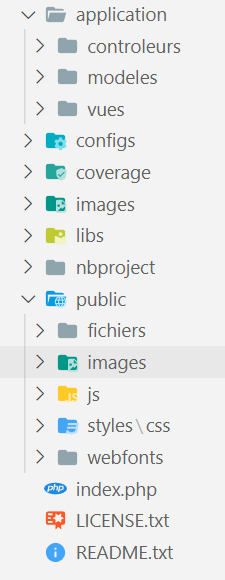 application
controleurs
modeles
vues
configs
coverage
images
libs
nbproject
public
fichiers
images
js
styles\css
webfonts
php index.php
LICENSE.txt
README.txt